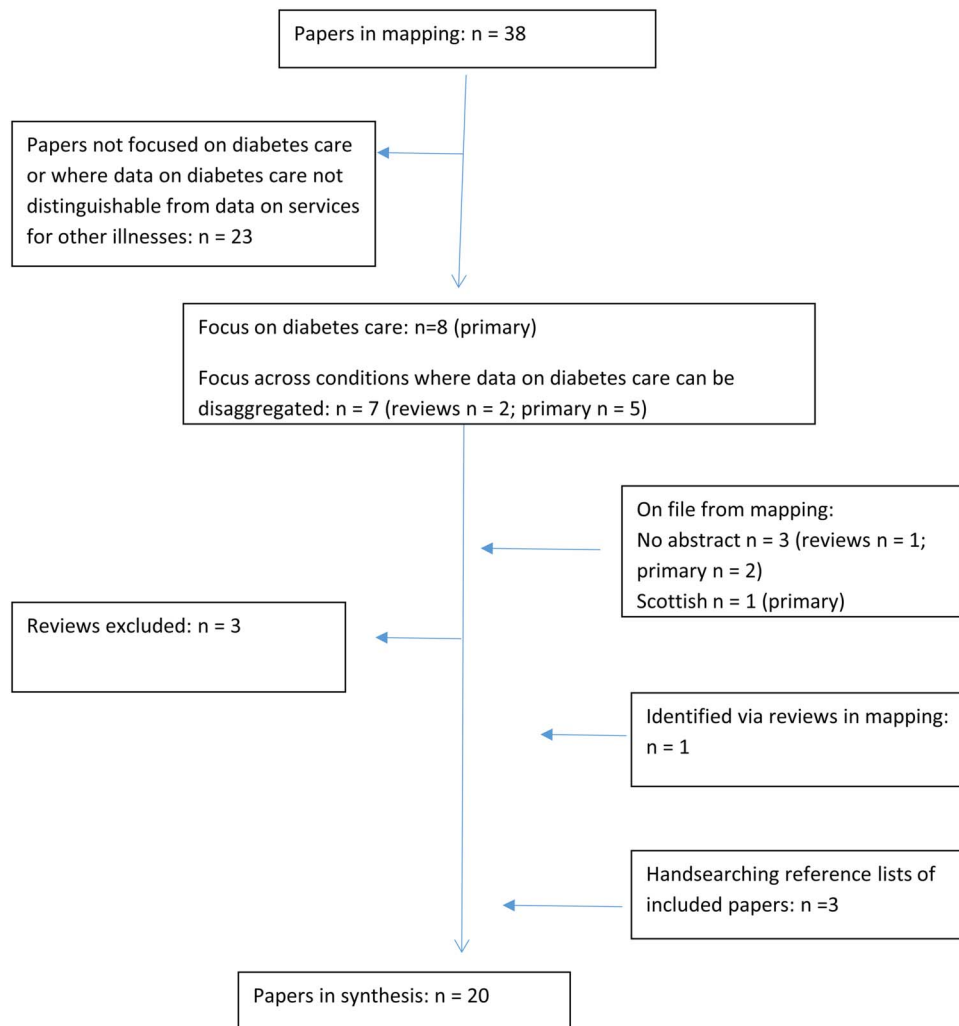 Papers in mapping: n = 38
Papers not focused on diabetes care
or where data on diabetes care not
distinguishable from data on services
for other illnesses: n = 23
Focus on diabetes care: n=8 (primary)
Focus across conditions where data on diabetes care can be
disaggregated: n = 7 (reviews n = 2; primary n = 5)
On file from mapping:
No abstract n = 3 (reviews n = 1;
primary n = 2)
Scottish n = 1 (primary)
Reviews excluded: n = 3
Identified via reviews in mapping:
n = 1
Handsearching reference lists of
included papers: n =3
Papers in synthesis: n = 20